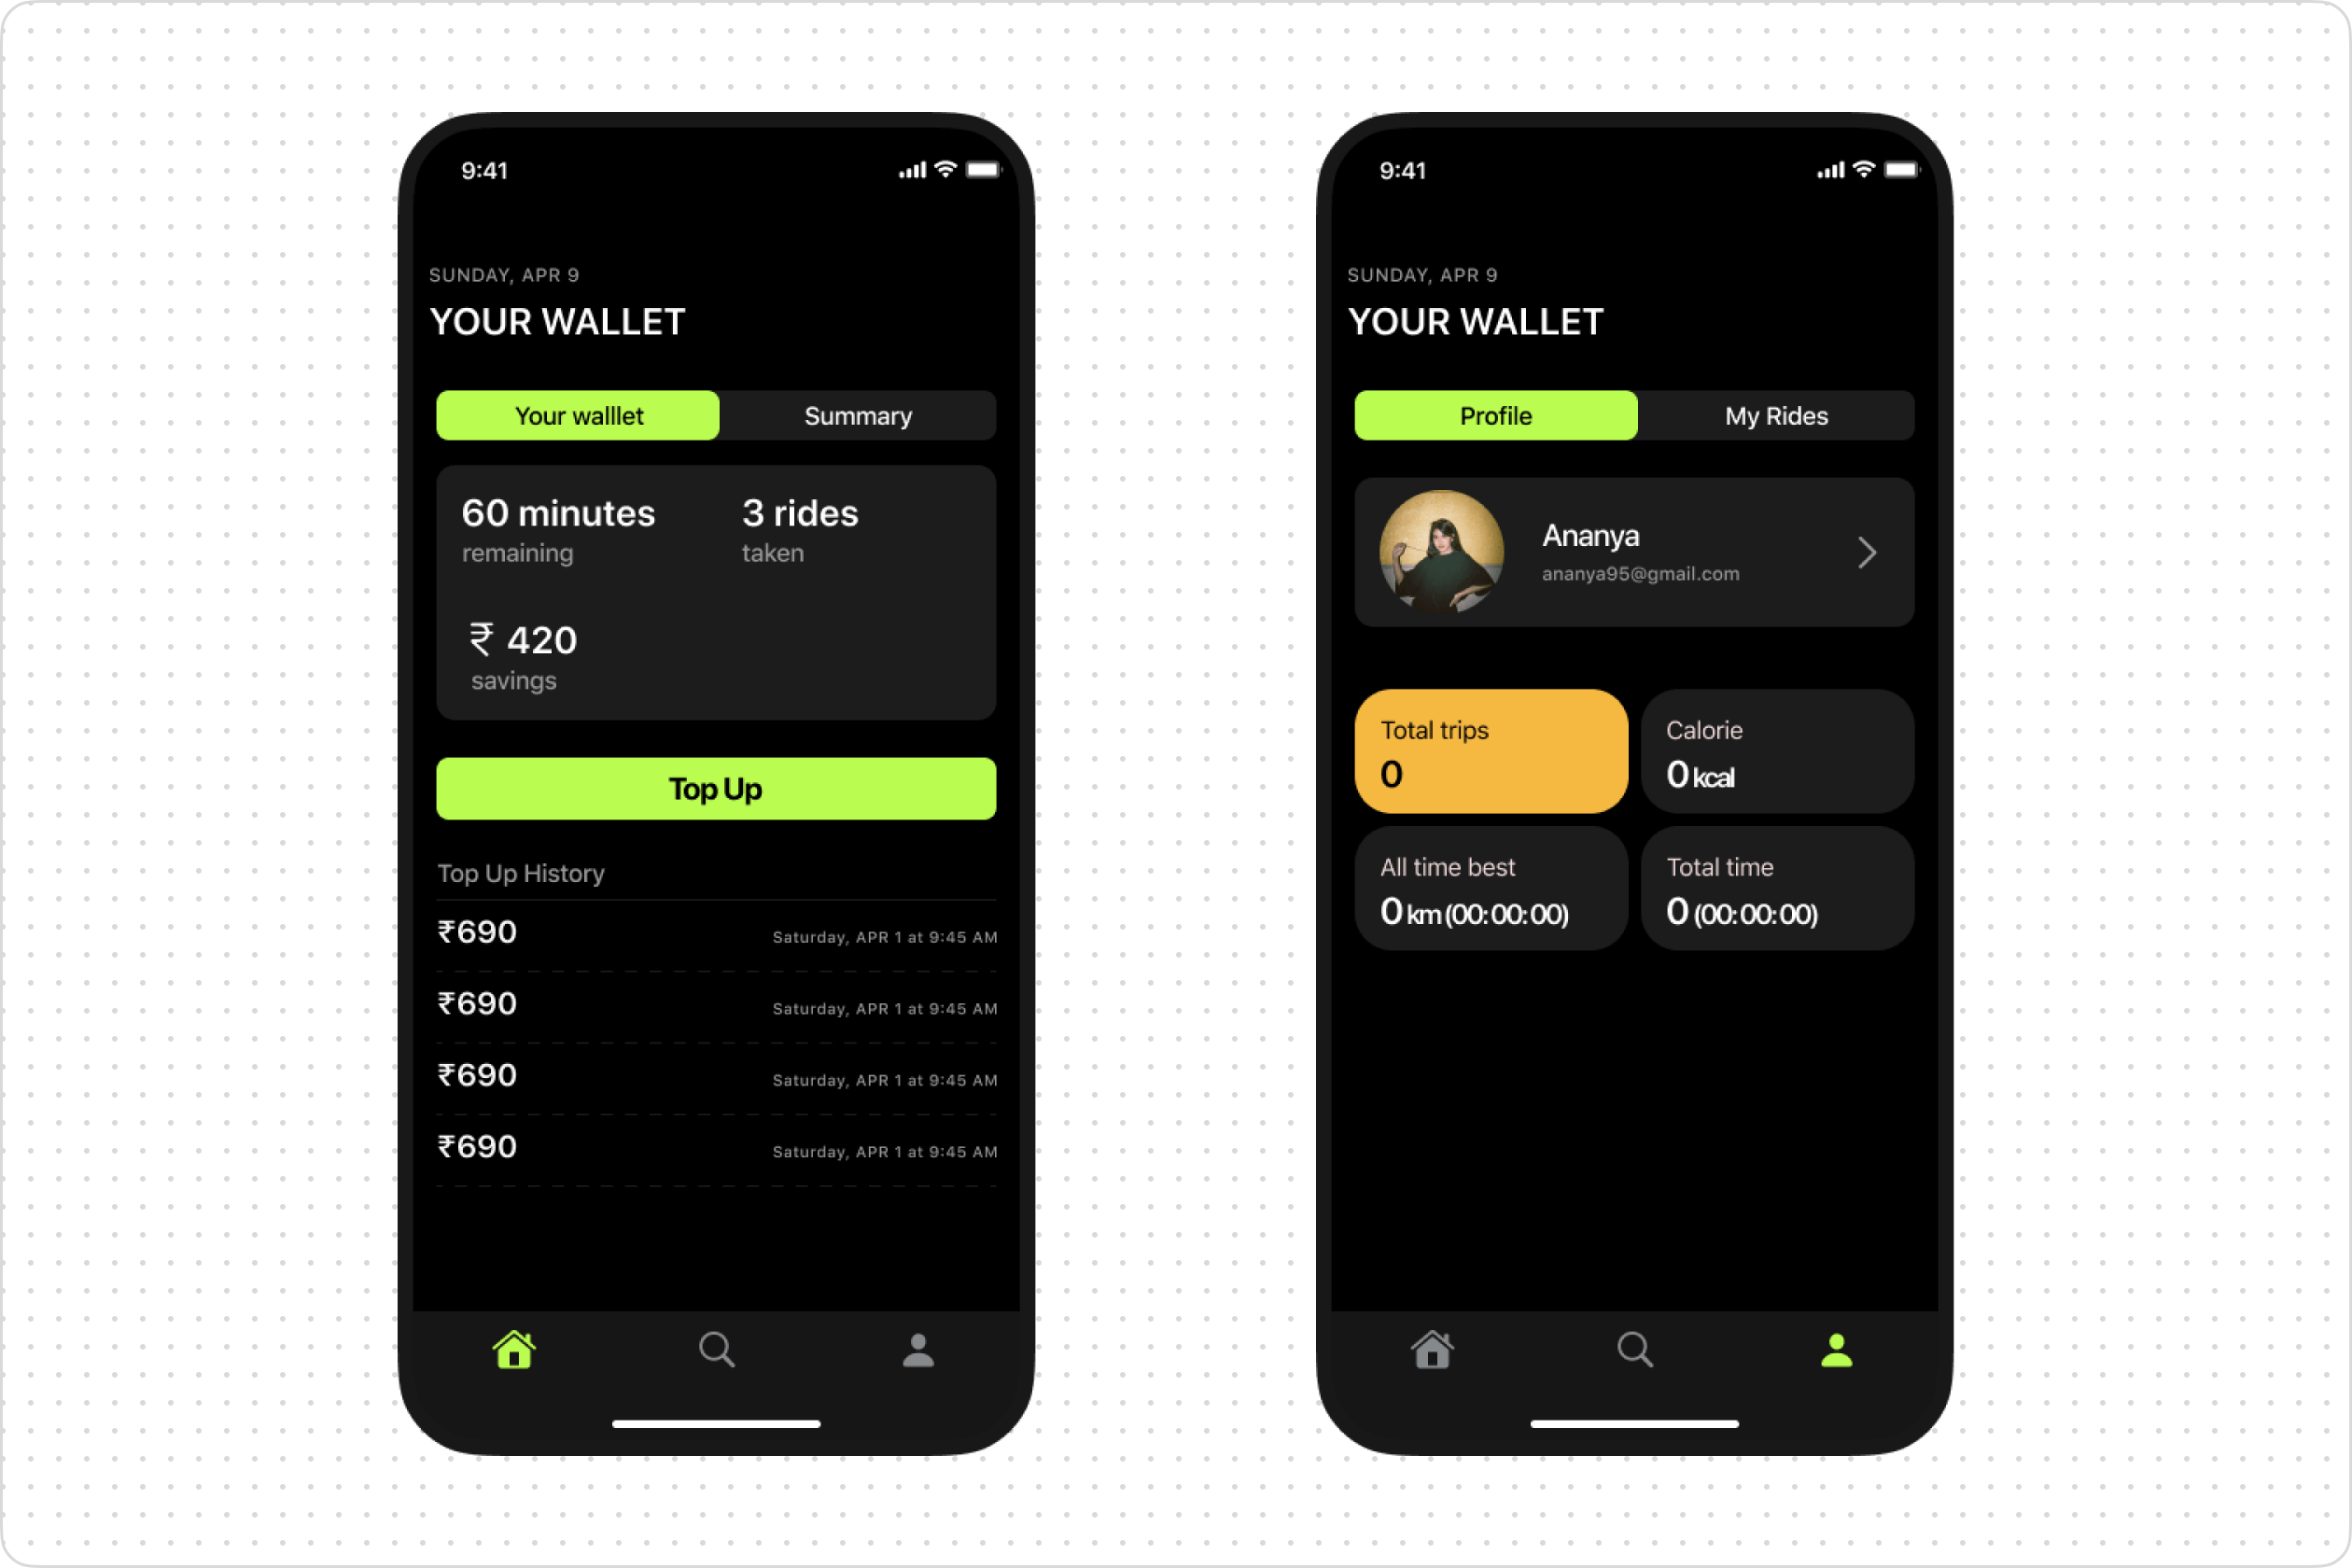 9:41
SUNDAY, APR 9
YOUR WALLET
Your walllet Summary
60 minutes 3 rides
remaining taken
₹ 420
savings
Top Up
Top Up History
₹690 Saturday, APR 1 at 9:45 AM
₹690 Saturday, APR 1 at 9:45 AM
₹690 Saturday, APR 1 at 9:45 AM
₹690 Saturday, APR 1 at 9:45 AM
9:41
SUNDAY, APR 9
YOUR WALLET
Profile My Rides
Ananya
ananya95@gmail.com
Total trips Calorie
0 0 kcal
All time best Total time
0 km (00:00:00) 0 (00:00:00)